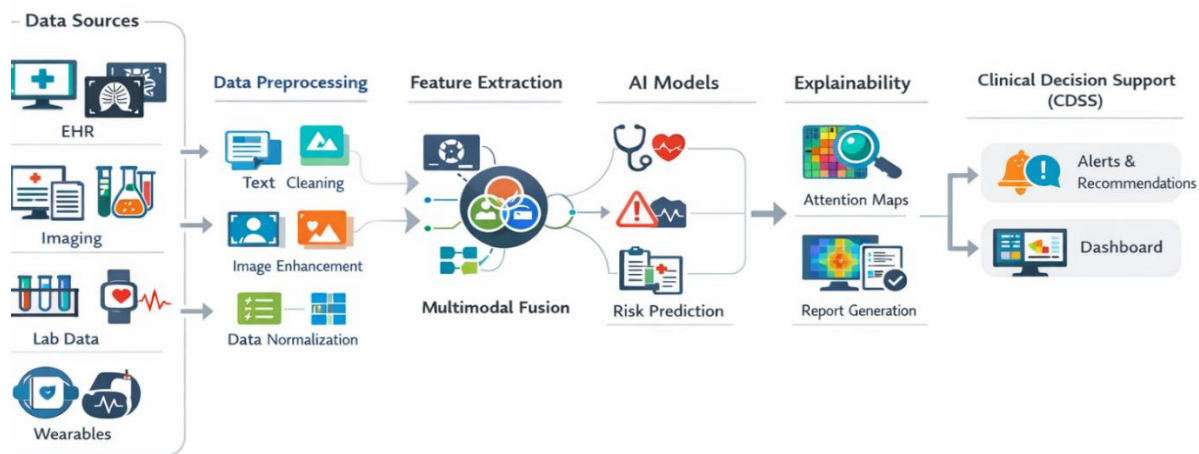 Data Sources
EHR
Imaging
Lab Data
Wearables
Data Preprocessing
Text Cleaning
Image Enhancement
Data Normalization
Feature Extraction
Multimodal Fusion
AI Models
Risk Prediction
Explainability
Attention Maps
Report Generation
Clinical Decision Support
(CDSS)
Alerts &
Recommendations
Dashboard